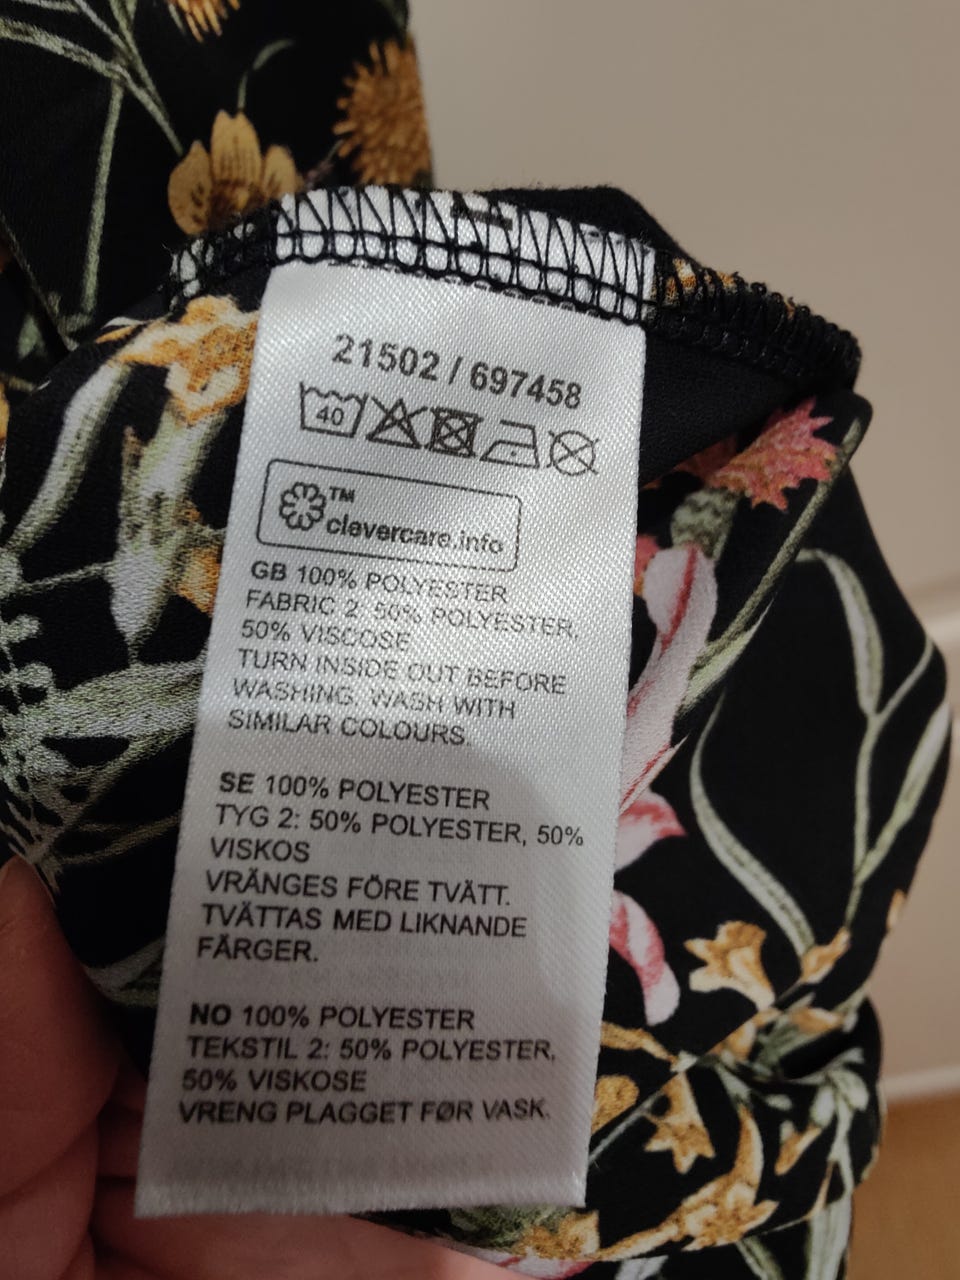 21502 / 697458
40
TM
clevercare.info
GB 100% POLYESTER
FABRIC 2: 50% POLYESTER,
50% VISCOSE
TURN INSIDE OUT BEFORE
WASHING. WASH WITH
SIMILAR COLOURS.
SE 100% POLYESTER
TYG 2: 50% POLYESTER, 50%
VISKOS
VRÄNGES FÖRE TVÄTT.
TVÄTTAS MED LIKNANDE
FÄRGER.
NO 100% POLYESTER
TEKSTIL 2: 50% POLYESTER,
50% VISKOSE
VRENG PLAGGET FØR VASK.